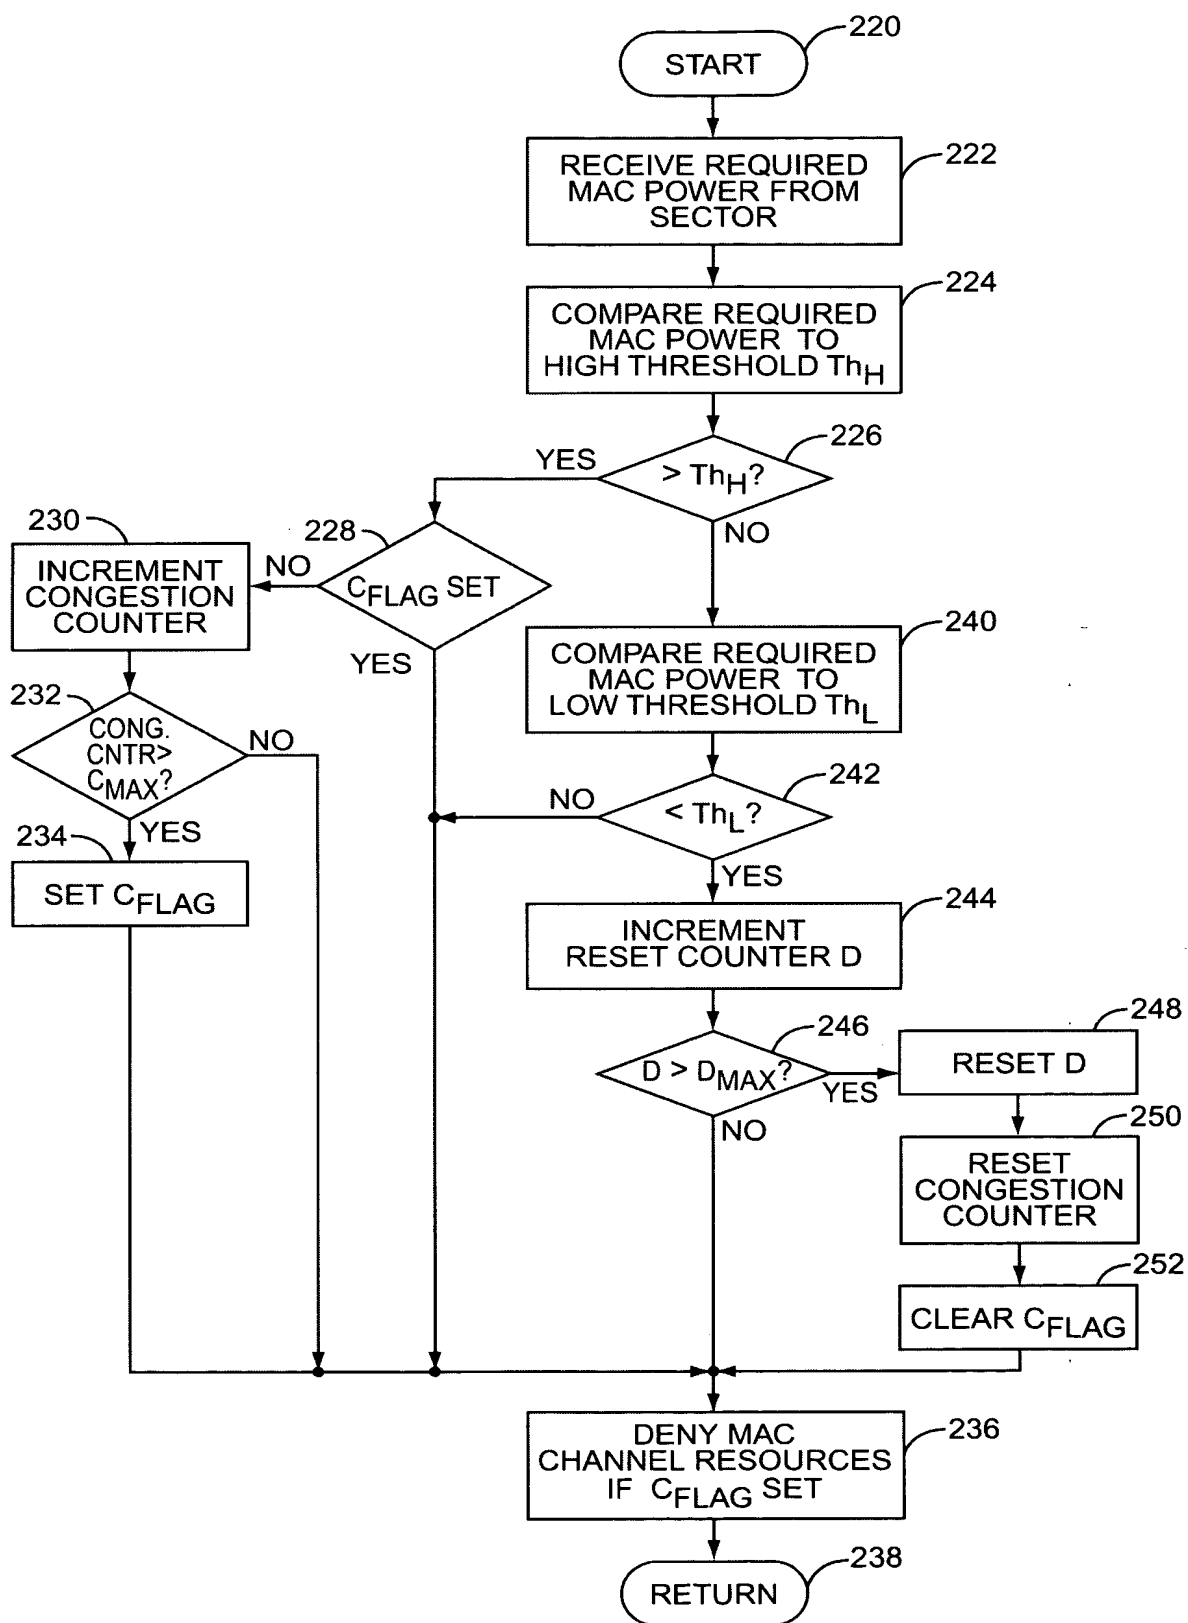 220
START
222
RECEIVE REQUIRED
MAC POWER FROM
SECTOR
224
COMPARE REQUIRED
MAC POWER TO
HIGH THRESHOLD ThH
226
> ThH?
YES
NO
228
CFLAG SET
NO
YES
230
INCREMENT
CONGESTION
COUNTER
232
CONG.
CNTR>
CMAX?
NO
YES
234
SET CFLAG
240
COMPARE REQUIRED
MAC POWER TO
LOW THRESHOLD ThL
242
< ThL?
NO
YES
244
INCREMENT
RESET COUNTER D
246
D > DMAX?
YES
NO
248
RESET D
250
RESET
CONGESTION
COUNTER
252
CLEAR CFLAG
236
DENY MAC
CHANNEL RESOURCES
IF CFLAG SET
238
RETURN